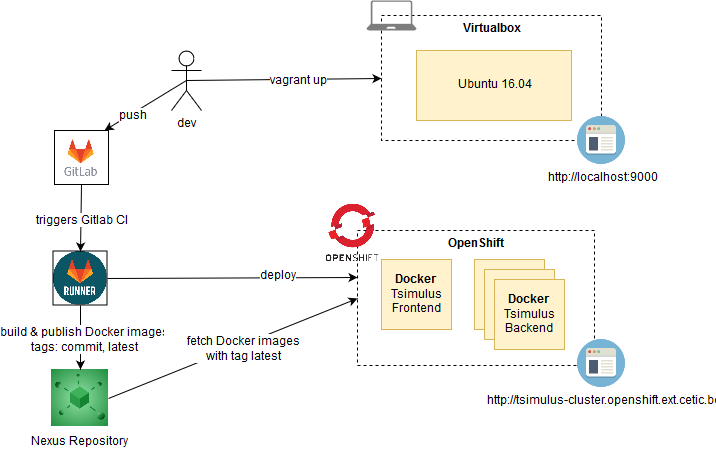 Virtualbox
Ubuntu 16.04
vagrant up
push
dev
GitLab
http://localhost:9000
triggers Gitlab CI
OPENSHIFT
OpenShift
RUNNER
deploy
Docker
Tsimulus
Frontend
Docker
Tsimulus
Backend
build & publish Docker images
tags: commit, latest
fetch Docker images
with tag latest
http://tsimulus-cluster.openshift.ext.cetic.be
Nexus Repository